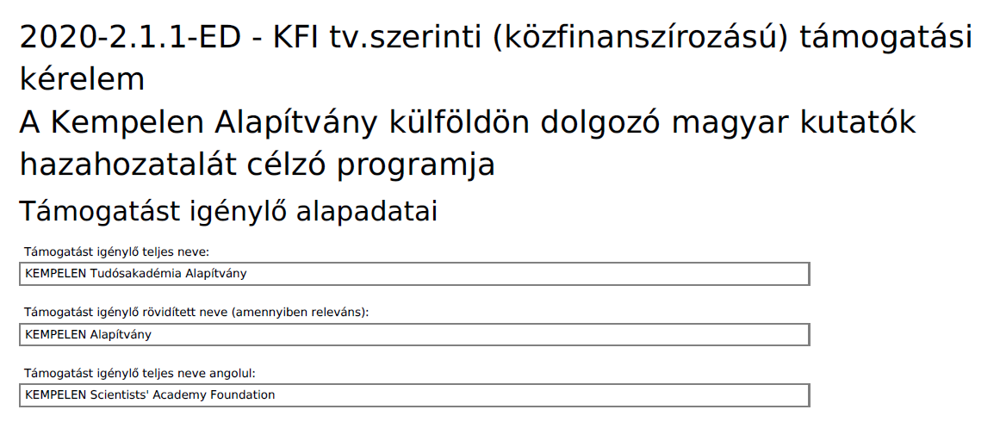 2020-2.1.1-ED - KFI tv.szerinti (közfinanszírozású) támogatási
kérelem
A Kempelen Alapítvány külföldön dolgozó magyar kutatók
hazahozatalát célzó programja
Támogatást igénylő alapadatai
Támogatást igénylő teljes neve:
KEMPELEN Tudósakadémia Alapítvány
Támogatást igénylő rövidített neve (amennyiben releváns):
KEMPELEN Alapítvány
Támogatást igénylő teljes neve angolul:
KEMPELEN Scientists' Academy Foundation